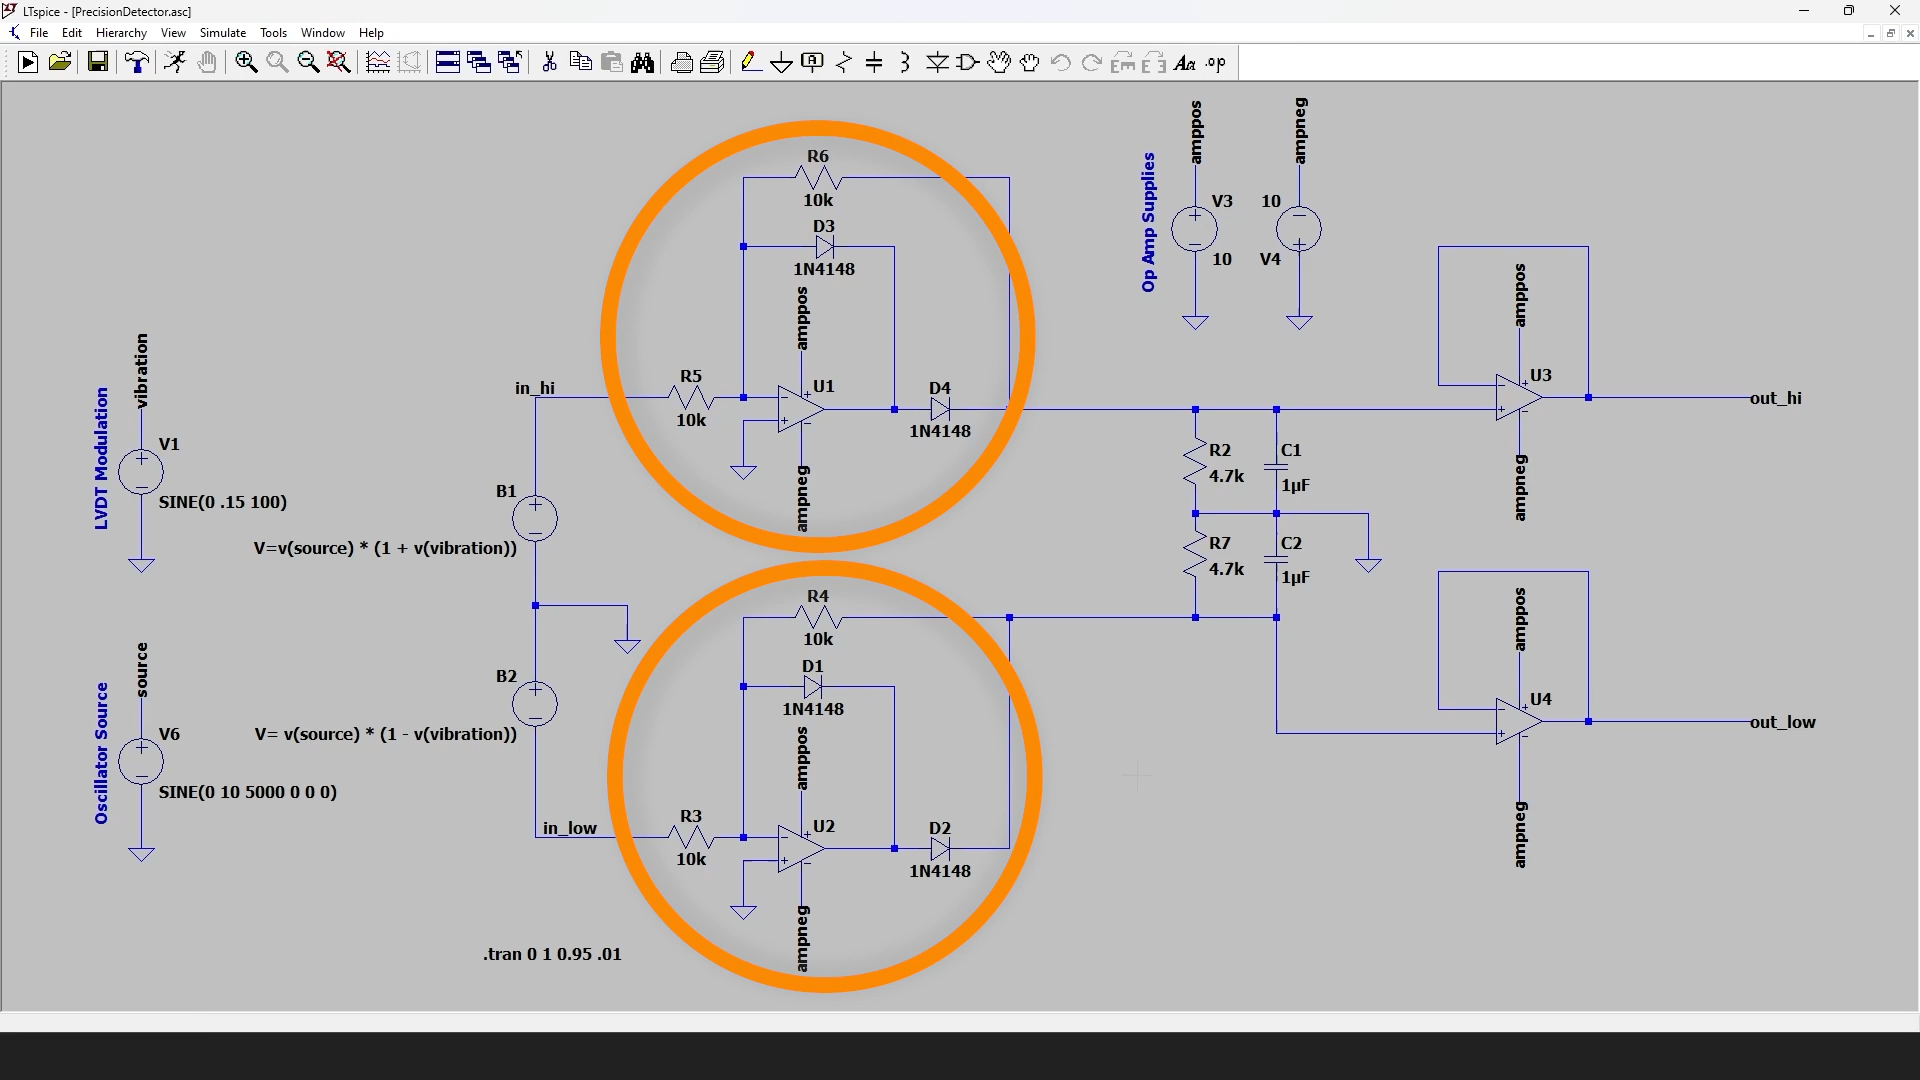 LTspice - [PrecisionDetector.asc]
File Edit Hierarchy View Simulate Tools Window Help
Aa .op
R6
10k
D3
1N4148
amppos
R5
10k
U1
in_hi
D4
1N4148
ampneg
Op Amp Supplies
amppos
V3
10
ampneg
10
V4
LVDT Modulation
vibration
V1
SINE(0 .15 100)
B1
V=v(source) * (1 + v(vibration))
R2
4.7k
C1
1µF
R7
4.7k
C2
1µF
amppos
U3
out_hi
ampneg
Oscillator Source
source
V6
SINE(0 10 5000 0 0 0)
B2
V= v(source) * (1 - v(vibration))
in_low
R4
10k
D1
1N4148
amppos
R3
10k
U2
D2
1N4148
ampneg
amppos
U4
out_low
ampneg
.tran 0 1 0.95 .01